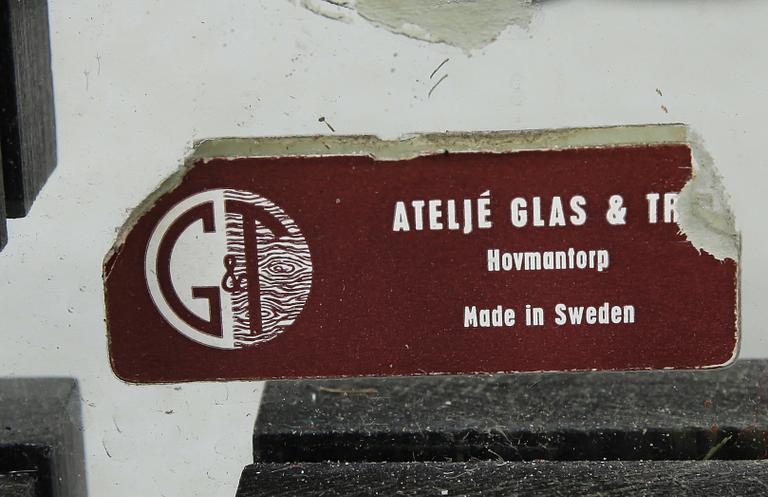 G&T
ATELJÉ GLAS & TR
Hovmantorp
Made in Sweden